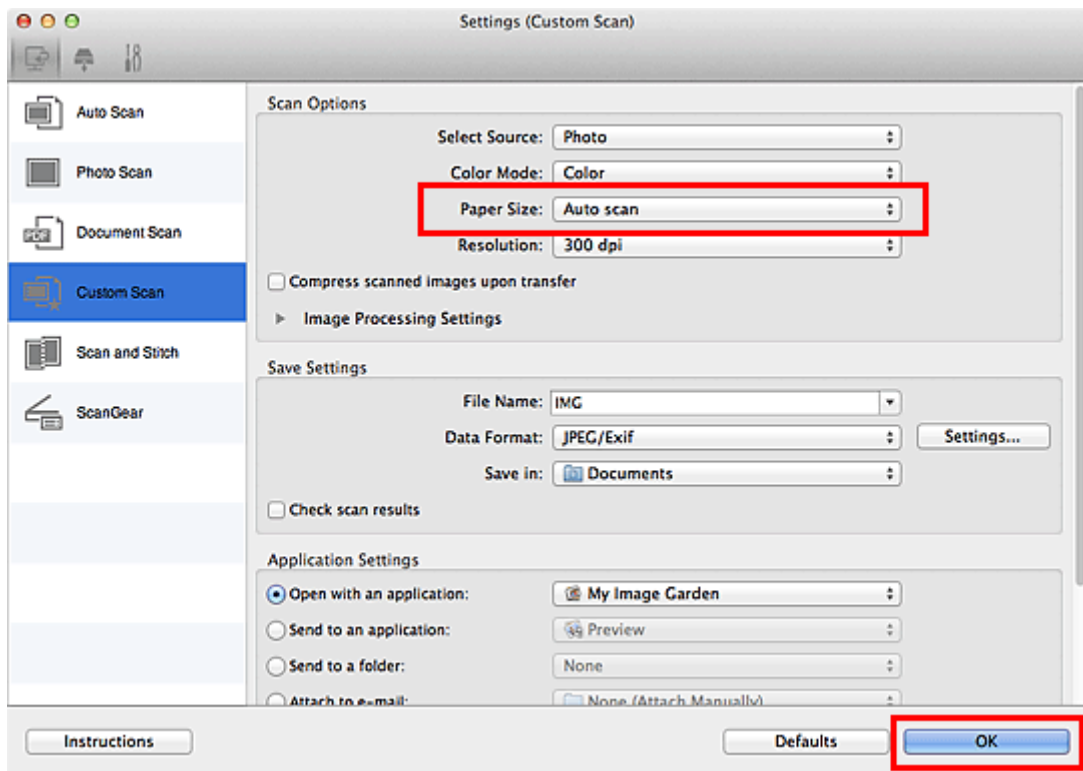 Settings (Custom Scan)
Auto Scan
Photo Scan
PDF
Document Scan
Custom Scan
Scan and Stitch
ScanGear
Scan Options
Select Source: Photo
Color Mode: Color
Paper Size: Auto scan
Resolution: 300 dpi
Compress scanned images upon transfer
Image Processing Settings
Save Settings
File Name: IMG
Data Format: JPEG/Exif Settings...
Save in: Documents
Check scan results
Application Settings
Open with an application: My Image Garden
Send to an application: Preview
Send to a folder: None
Attach to e-mail: None (Attach Manually)
Instructions Defaults OK